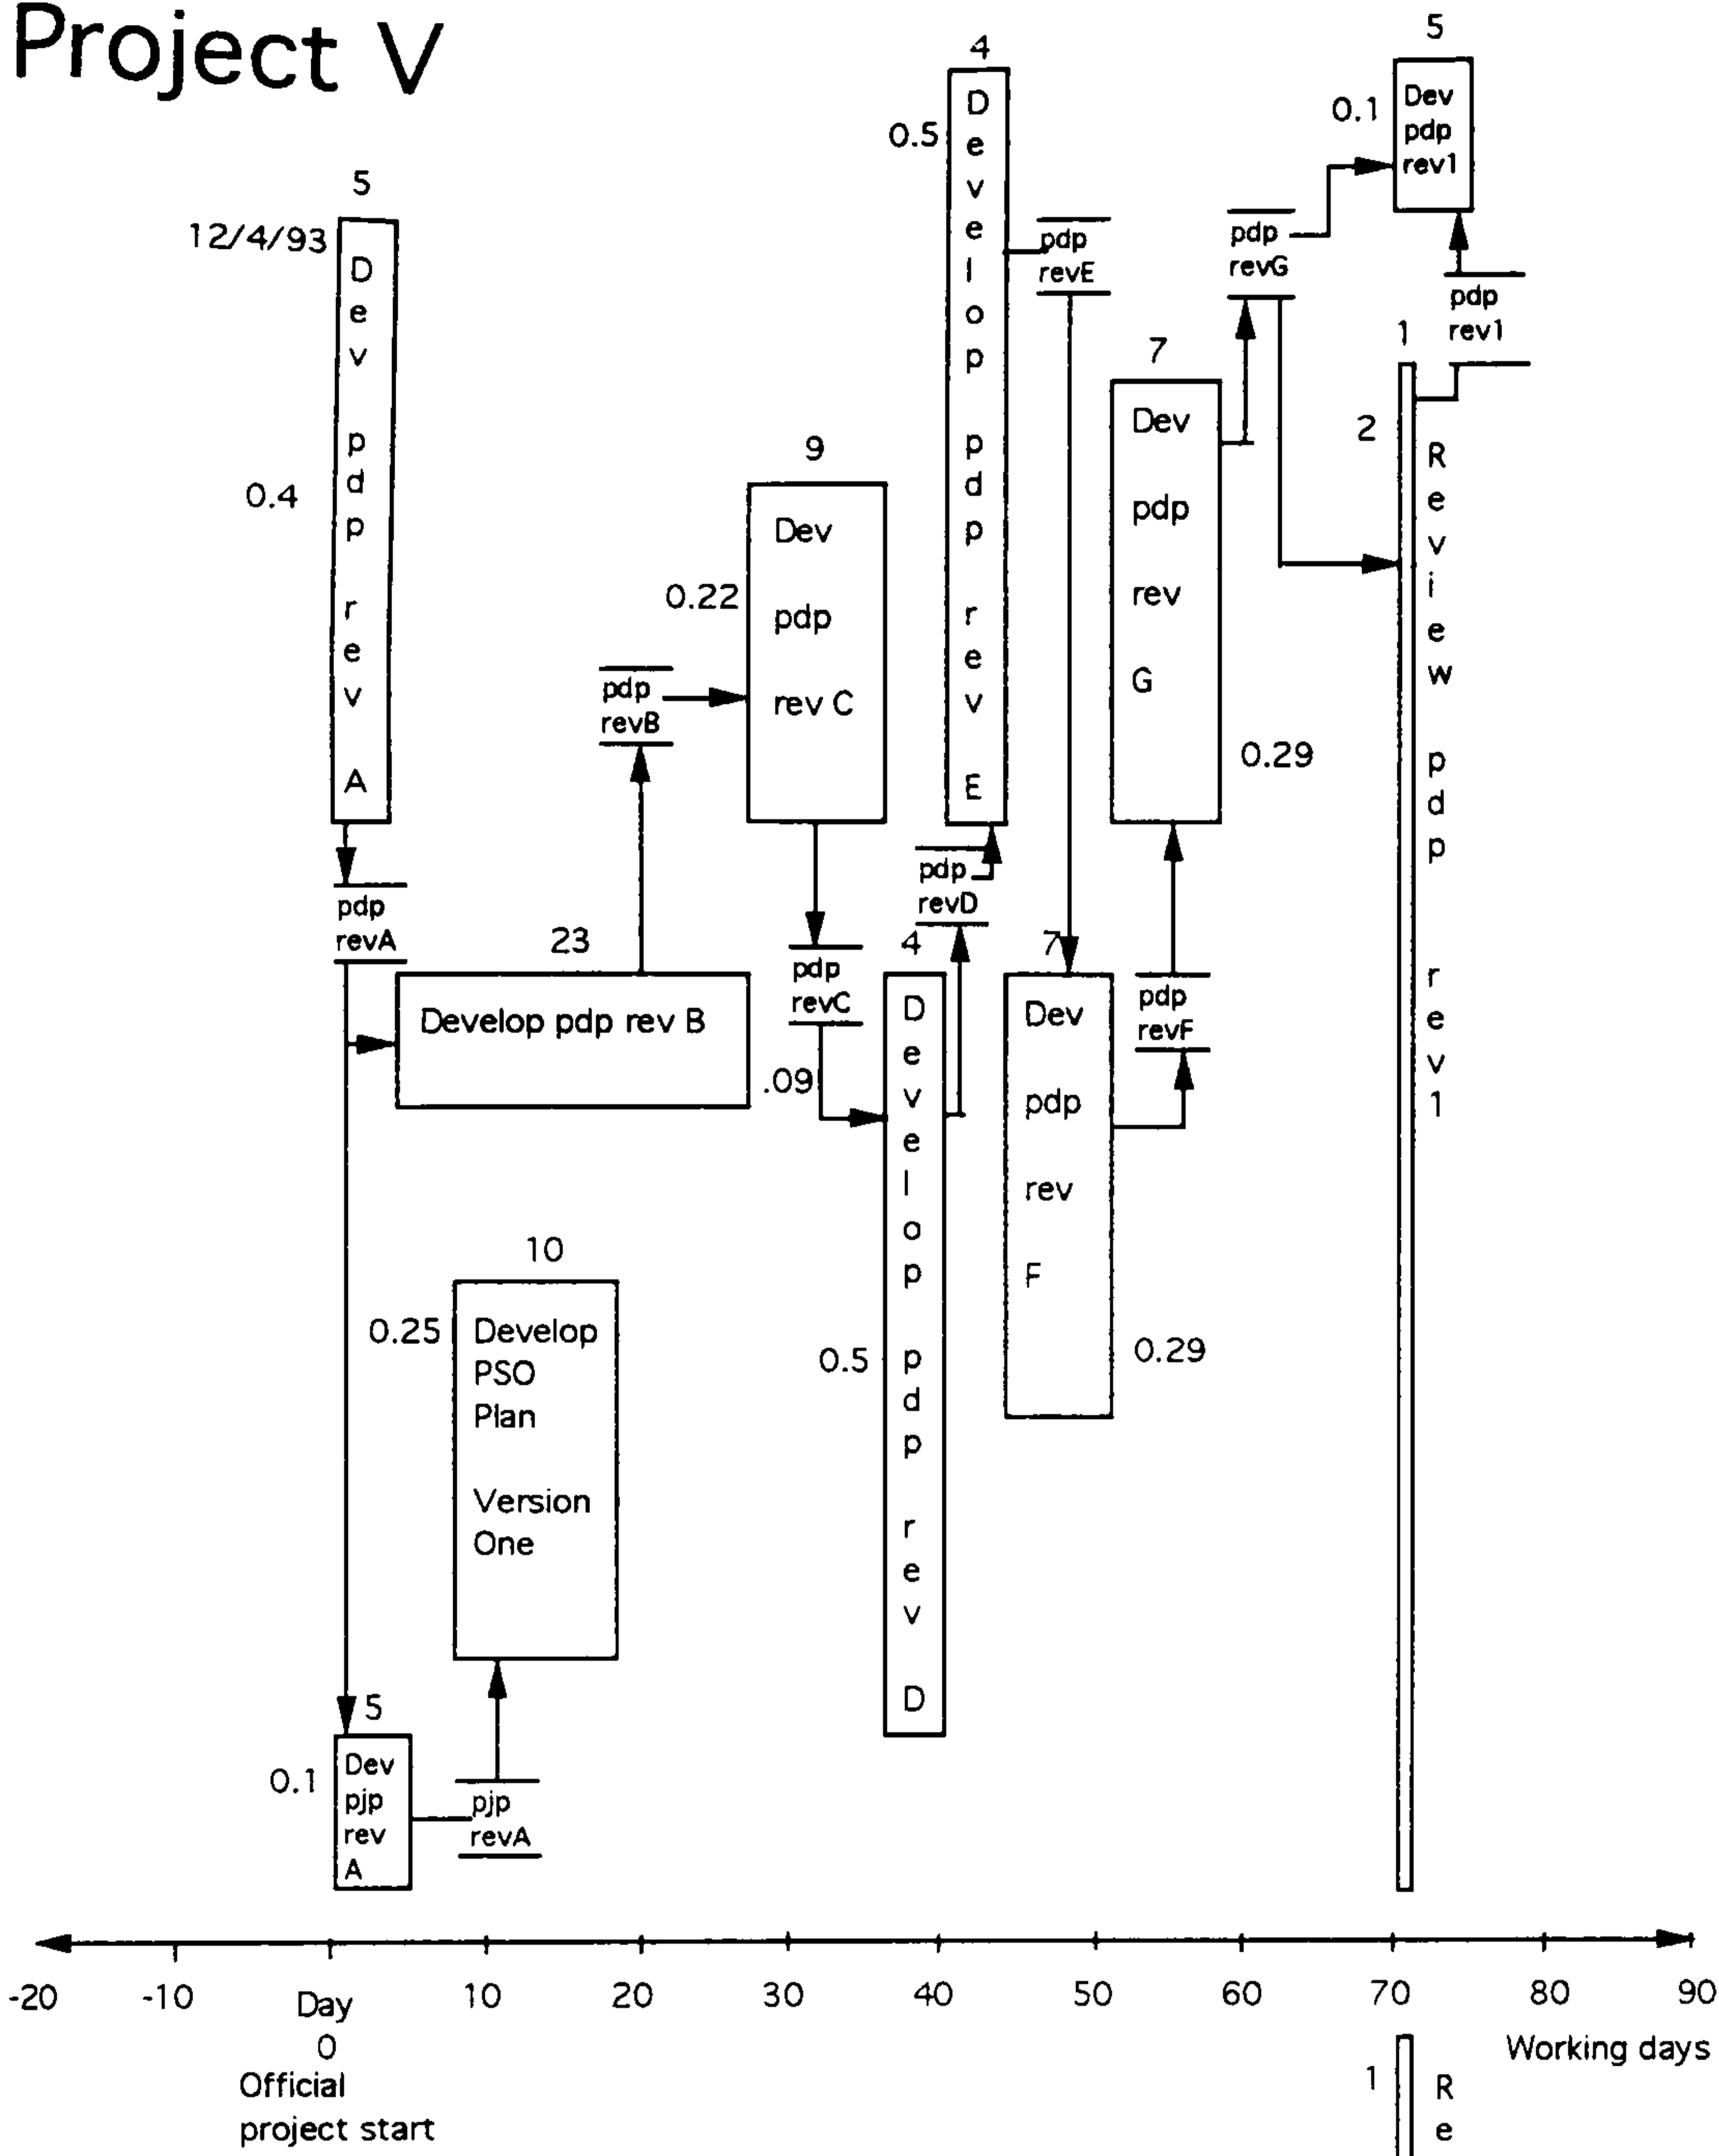 Project V
5
12/4/93
Dev pdp rev A
0.4
pdp
revA
23
Develop pdp rev B
.09
pdp
revB
9
0.22
Dev
pdp
rev C
pdp
revC
4
0.5
Develop pdp rev D
pdp
revD
4
0.5
Develop pdp rev E
pdp
revE
7
Dev
pdp
rev
F
0.29
pdp
revF
7
Dev
pdp
rev
G
0.29
pdp
revG
5
0.1
Dev
pdp
rev1
pdp
rev1
1
2
Review pdp rev1
10
0.25
Develop
PSO
Plan
Version
One
5
0.1
Dev
pjp
rev
A
pjp
revA
-20 -10 Day 10 20 30 40 50 60 70 80 90
0
Official
project start
Working days
1
Re